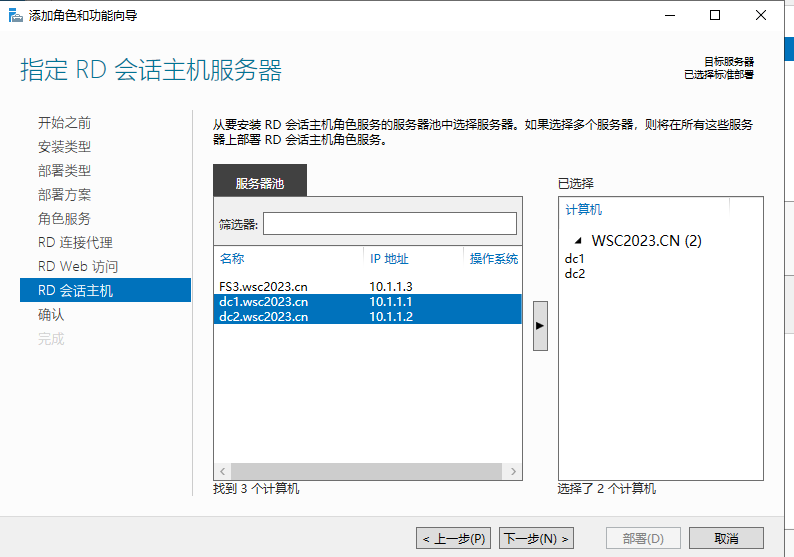 添加角色和功能向导
指定 RD 会话主机服务器
目标服务器
已选择标准部署
开始之前
安装类型
部署类型
部署方案
角色服务
RD 连接代理
RD Web 访问
RD 会话主机
确认
完成
从要安装 RD 会话主机角色服务的服务器池中选择服务器。如果选择多个服务器，则将在所有这些服务
器上部署 RD 会话主机角色服务。
服务器池
筛选器:
名称 IP 地址 操作系统
FS3.wsc2023.cn 10.1.1.3
dc1.wsc2023.cn 10.1.1.1
dc2.wsc2023.cn 10.1.1.2
找到 3 个计算机
已选择
计算机
WSC2023.CN (2)
dc1
dc2
选择了 2 个计算机
< 上一步(P) 下一步(N) > 部署(D) 取消